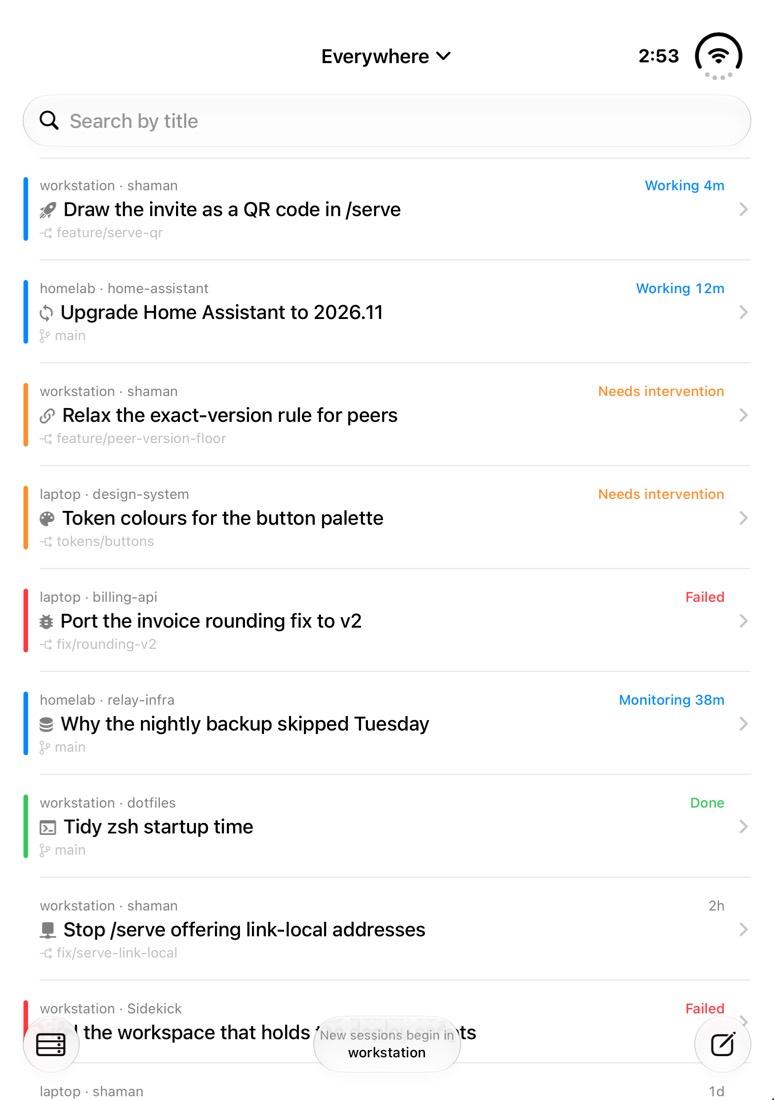 Everywhere
2:53
Search by title
workstation · shaman
Working 4m
Draw the invite as a QR code in /serve
feature/serve-qr
homelab · home-assistant
Working 12m
Upgrade Home Assistant to 2026.11
main
workstation · shaman
Needs intervention
Relax the exact-version rule for peers
feature/peer-version-floor
laptop · design-system
Needs intervention
Token colours for the button palette
tokens/buttons
laptop · billing-api
Failed
Port the invoice rounding fix to v2
fix/rounding-v2
homelab · relay-infra
Monitoring 38m
Why the nightly backup skipped Tuesday
main
workstation · dotfiles
Done
Tidy zsh startup time
main
workstation · shaman
2h
Stop /serve offering link-local addresses
fix/serve-link-local
workstation · Sidekick
Failed
the workspace that holds
New sessions begin in
workstation
laptop · shaman
1d